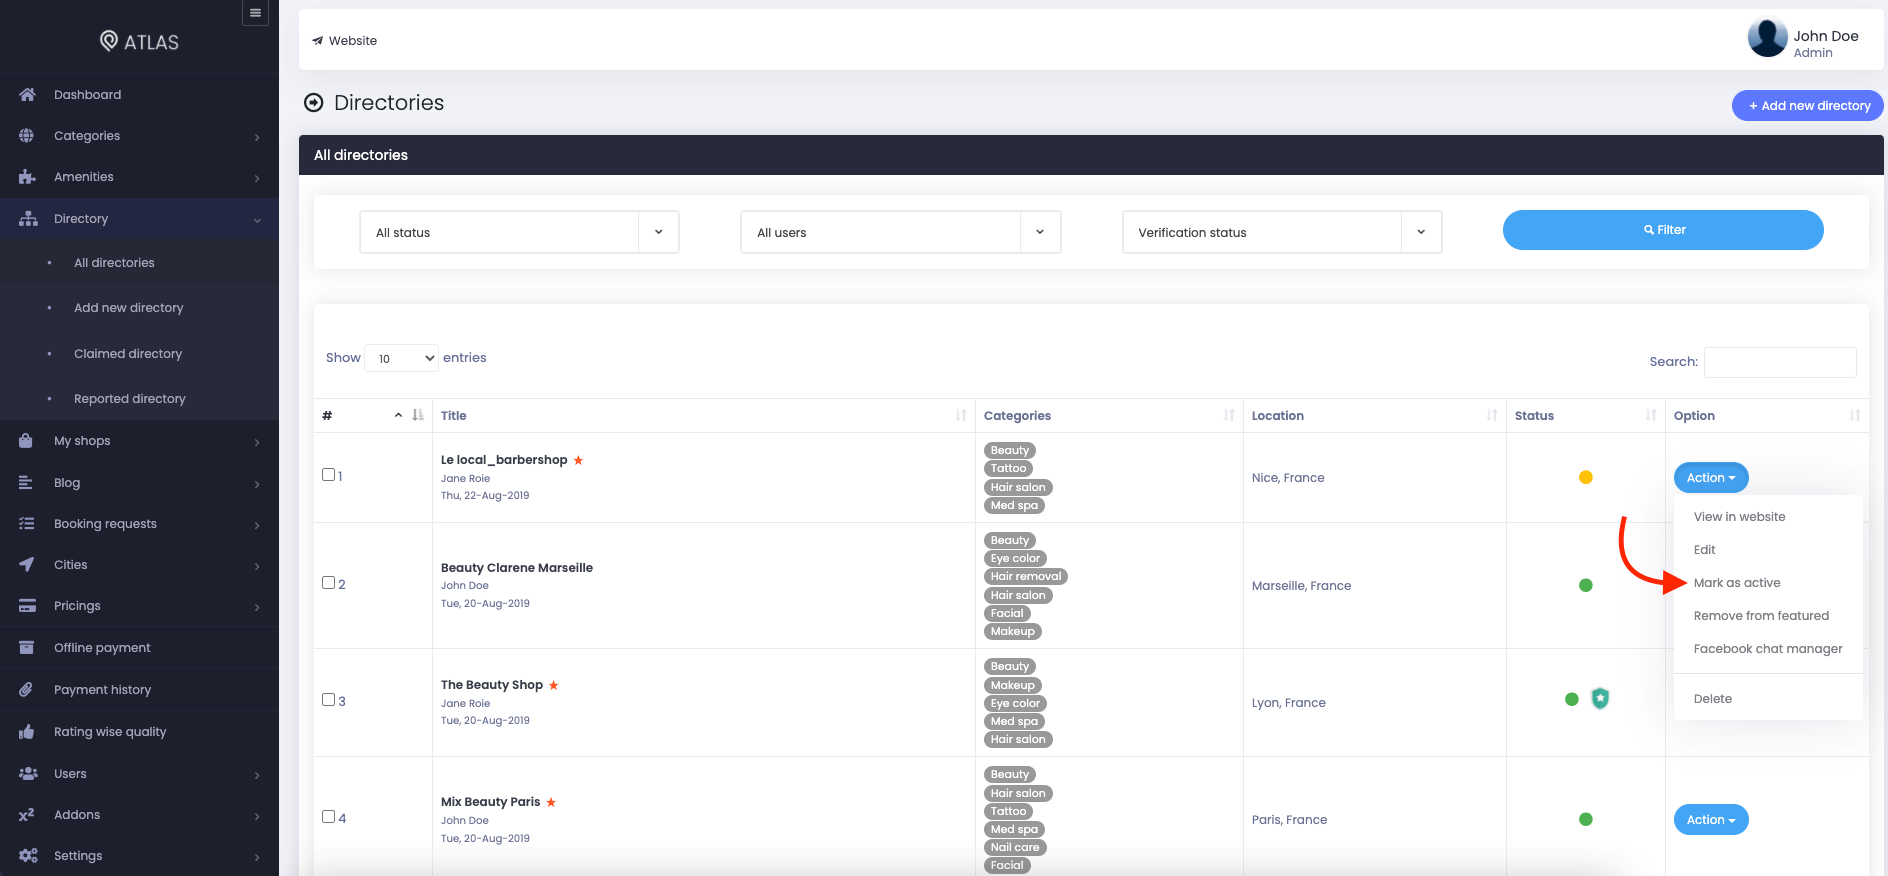 ATLAS
Website
John Doe
Admin
Dashboard
Categories
Amenities
Directory
All directories
Add new directory
Claimed directory
Reported directory
My shops
Blog
Booking requests
Cities
Pricings
Offline payment
Payment history
Rating wise quality
Users
Addons
Settings
Directories
+ Add new directory
All directories
All status
All users
Verification status
Filter
Show 10 entries
Search:
# Title Categories Location Status Option
1
Le local_barbershop
Jane Roie
Thu, 22-Aug-2019
Beauty
Tattoo
Hair salon
Med spa
Nice, France
Action
View in website
Edit
Mark as active
Remove from featured
Facebook chat manager
Delete
2
Beauty Clarene Marseille
John Doe
Tue, 20-Aug-2019
Beauty
Eye color
Hair removal
Hair salon
Facial
Makeup
Marseille, France
3
The Beauty Shop
Jane Roie
Tue, 20-Aug-2019
Beauty
Makeup
Eye color
Med spa
Hair salon
Lyon, France
4
Mix Beauty Paris
John Doe
Tue, 20-Aug-2019
Beauty
Hair salon
Tattoo
Med spa
Nail care
Facial
Paris, France
Action